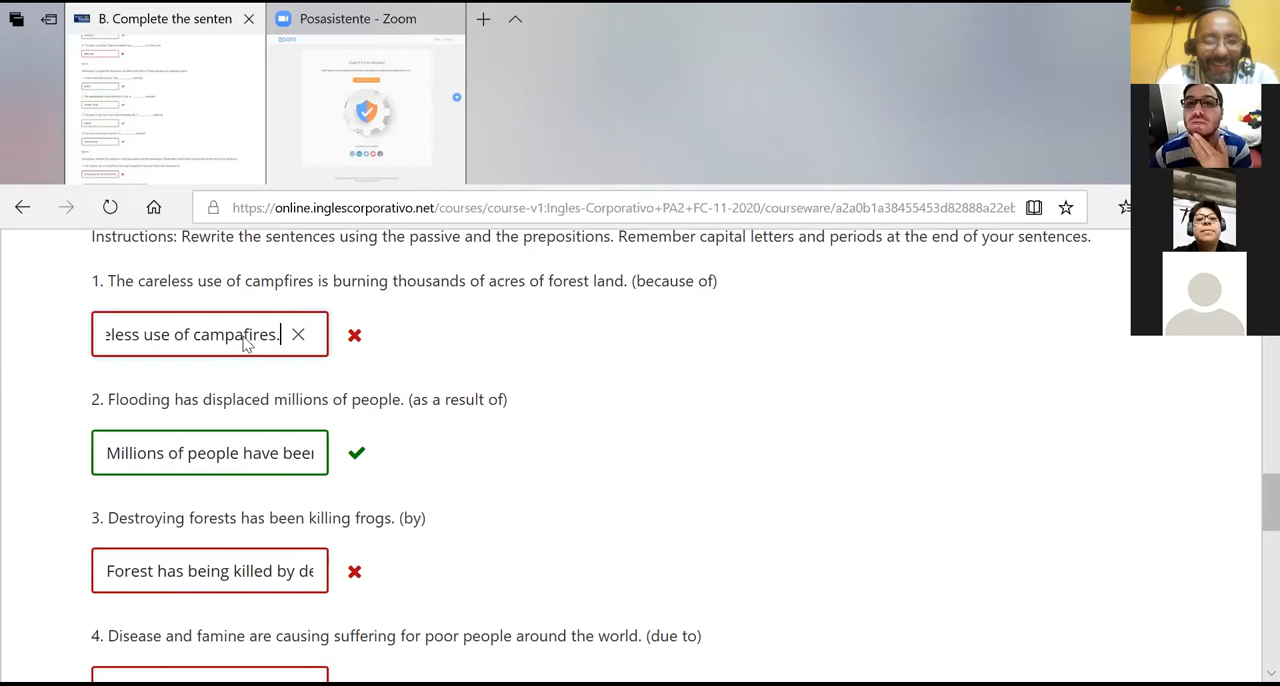 B. Complete the senten
Posasistente - Zoom
zoom
https://online.inglescorporativo.net/courses/course-v1:Ingles-Corporativo+PA2+FC-11-2020/courseware/a2a0b1a38455453d82888a22eb
Instructions: Rewrite the sentences using the passive and the prepositions. Remember capital letters and periods at the end of your sentences.
1. The careless use of campfires is burning thousands of acres of forest land. (because of)
eless use of campafires.
2. Flooding has displaced millions of people. (as a result of)
Millions of people have been
3. Destroying forests has been killing frogs. (by)
Forest has being killed by de
4. Disease and famine are causing suffering for poor people around the world. (due to)